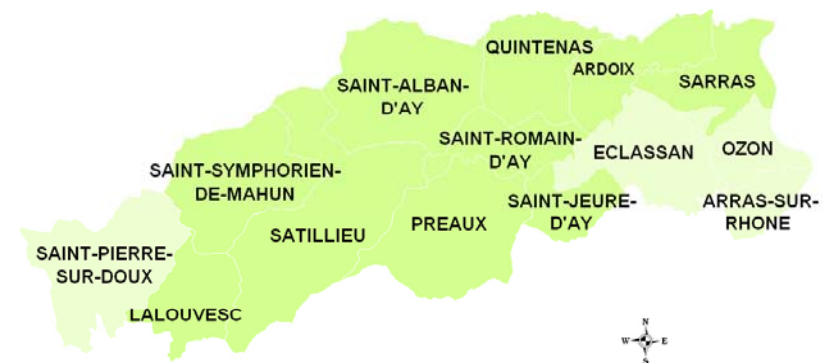 QUINTENAS
ARDOIX
SARRAS
SAINT-ALBAN-
D'AY
SAINT-ROMAIN-
D'AY
ECLASSAN
OZON
SAINT-SYMPHORIEN-
DE-MAHUN
SAINT-JEURE-
D'AY
ARRAS-SUR-
RHONE
PREAUX
SATILLIEU
SAINT-PIERRE-
SUR-DOUX
LALOUVESC
N
W E
S